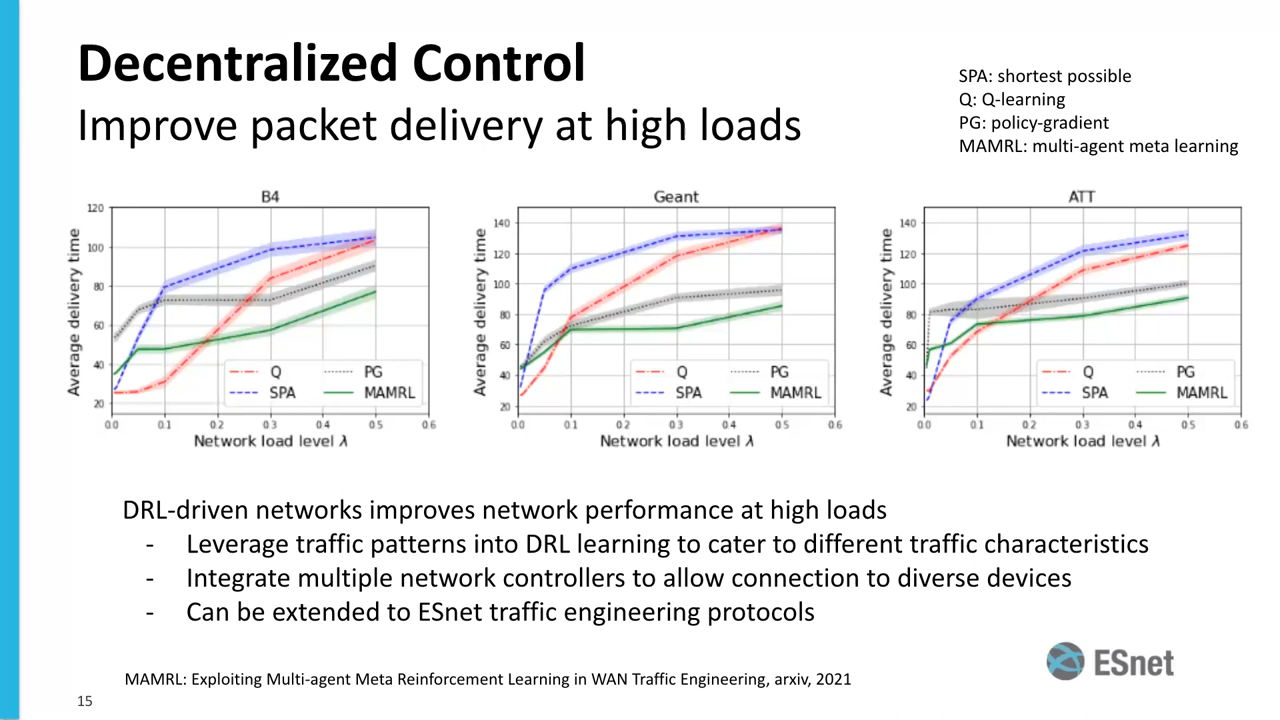 Decentralized Control
Improve packet delivery at high loads
SPA: shortest possible
Q: Q-learning
PG: policy-gradient
MAMRL: multi-agent meta learning
B4
120
100
80
60
40
20
Average delivery time
Q
SPA
PG
MAMRL
0.0 0.1 0.2 0.3 0.4 0.5 0.6
Network load level λ
Geant
140
120
100
80
60
40
20
Average delivery time
Q
SPA
PG
MAMRL
0.0 0.1 0.2 0.3 0.4 0.5 0.6
Network load level λ
ATT
140
120
100
80
60
40
20
Average delivery time
Q
SPA
PG
MAMRL
0.0 0.1 0.2 0.3 0.4 0.5 0.6
Network load level λ
DRL-driven networks improves network performance at high loads
- Leverage traffic patterns into DRL learning to cater to different traffic characteristics
- Integrate multiple network controllers to allow connection to diverse devices
- Can be extended to ESnet traffic engineering protocols
ESnet
MAMRL: Exploiting Multi-agent Meta Reinforcement Learning in WAN Traffic Engineering, arxiv, 2021
15